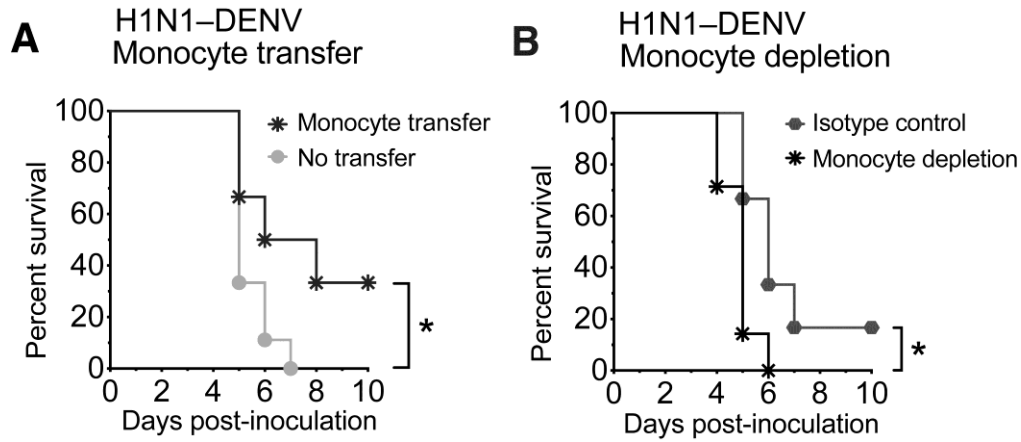 A
H1N1–DENV
Monocyte transfer
Percent survival
100
80
60
40
20
0
Monocyte transfer
No transfer
*
0 2 4 6 8 10
Days post-inoculation
B
H1N1–DENV
Monocyte depletion
Percent survival
100
80
60
40
20
0
Isotype control
Monocyte depletion
*
0 2 4 6 8 10
Days post-inoculation